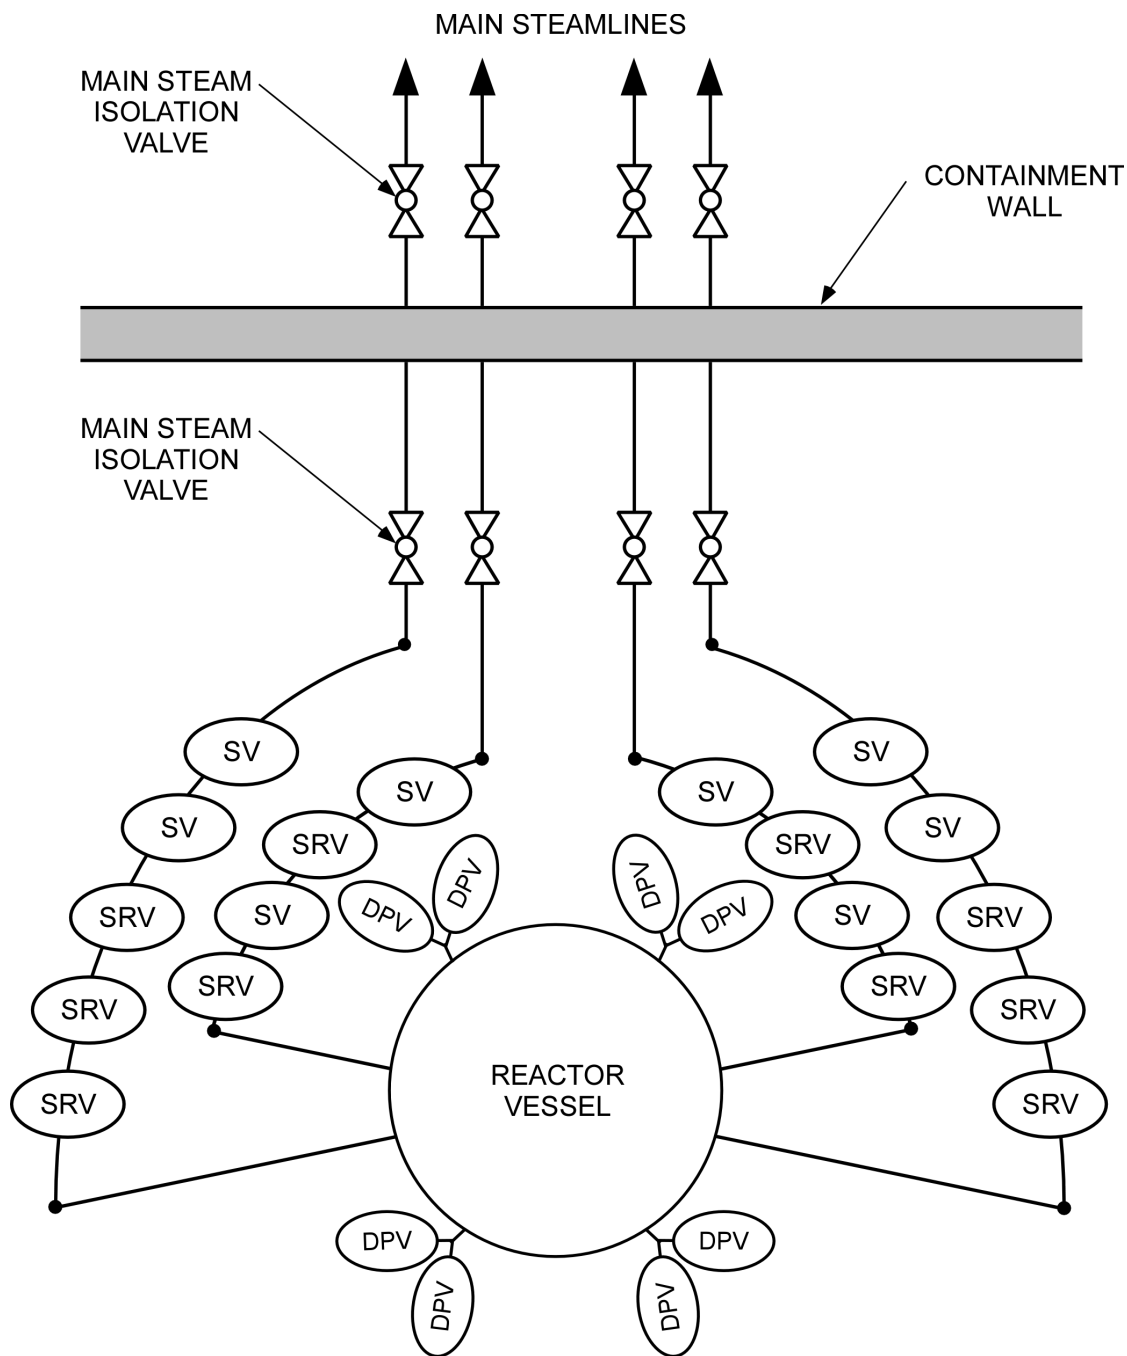 MAIN STEAMLINES
MAIN STEAM
ISOLATION
VALVE
CONTAINMENT
WALL
MAIN STEAM
ISOLATION
VALVE
SV
SV
SV
SV
SV
SV
SRV
SRV
DPV
DPV
DPV
DPV
SRV
SV
SV
SRV
SRV
SRV
SRV
SRV
REACTOR
VESSEL
SRV
SRV
DPV
DPV
DPV
DPV